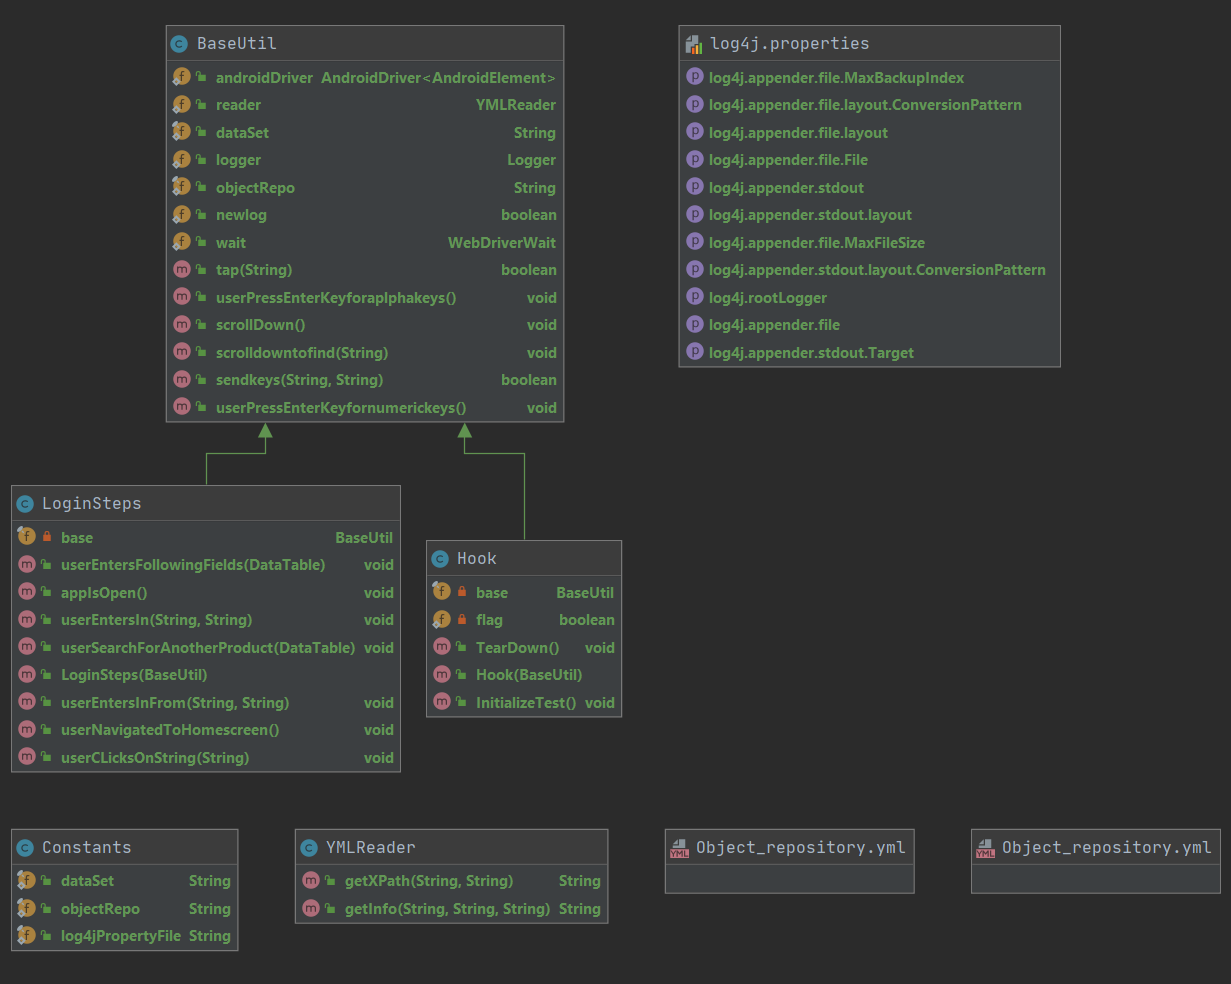 BaseUtil
androidDriver AndroidDriver<AndroidElement>
reader YMLReader
dataSet String
logger Logger
objectRepo String
newlog boolean
wait WebDriverWait
tap(String) boolean
userPressEnterKeyforaplphakeys() void
scrollDown() void
scrolldowntofind(String) void
sendkeys(String, String) boolean
userPressEnterKeyfornumerickeys() void
log4j.properties
log4j.appender.file.MaxBackupIndex
log4j.appender.file.layout.ConversionPattern
log4j.appender.file.layout
log4j.appender.file.File
log4j.appender.stdout
log4j.appender.stdout.layout
log4j.appender.file.MaxFileSize
log4j.appender.stdout.layout.ConversionPattern
log4j.rootLogger
log4j.appender.file
log4j.appender.stdout.Target
LoginSteps
base BaseUtil
userEntersFollowingFields(DataTable) void
appIsOpen() void
userEntersIn(String, String) void
userSearchForAnotherProduct(DataTable) void
LoginSteps(BaseUtil)
userEntersInFrom(String, String) void
userNavigatedToHomescreen() void
userCLicksOnString(String) void
Hook
base BaseUtil
flag boolean
TearDown() void
Hook(BaseUtil)
InitializeTest() void
Constants
dataSet String
objectRepo String
log4jPropertyFile String
YMLReader
getXPath(String, String) String
getInfo(String, String, String) String
Object_repository.yml
Object_repository.yml